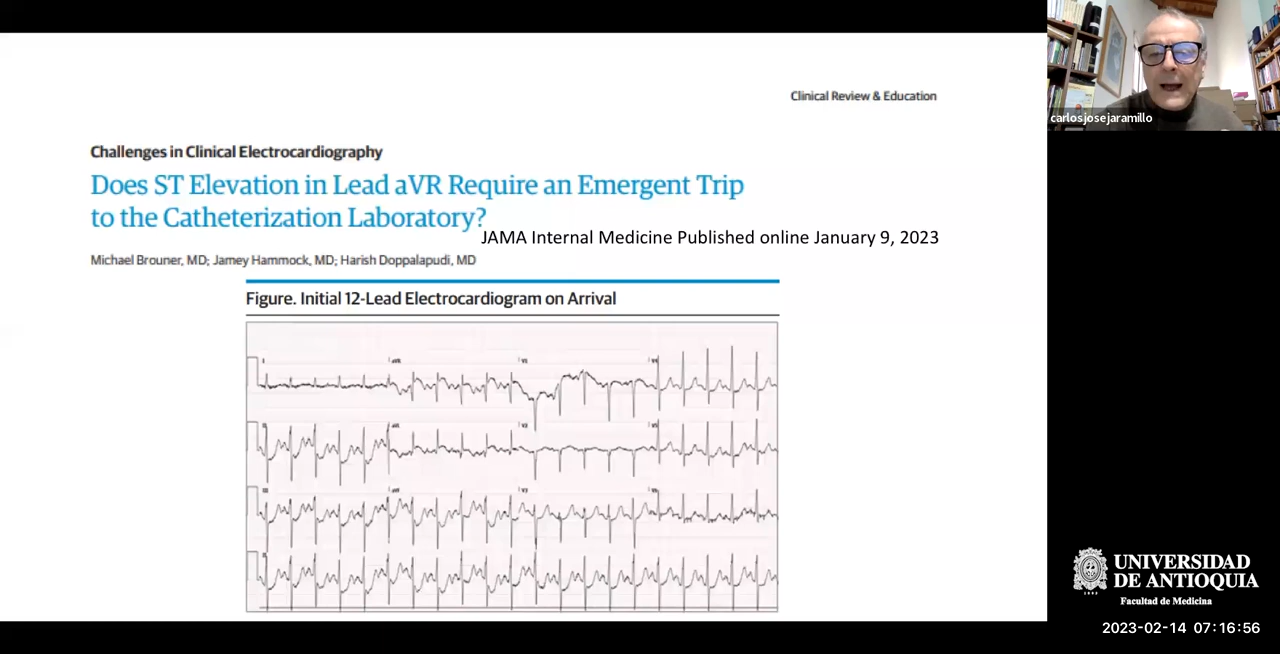 Clinical Review & Education
Challenges in Clinical Electrocardiography
Does ST Elevation in Lead aVR Require an Emergent Trip
to the Catheterization Laboratory?
JAMA Internal Medicine Published online January 9, 2023
Michael Brouner, MD; Jamey Hammock, MD; Harish Doppalapudi, MD
Figure. Initial 12-Lead Electrocardiogram on Arrival
carlosjosejaramillo
UNIVERSIDAD
DE ANTIOQUIA
Facultad de Medicina
2023-02-14 07:16:56